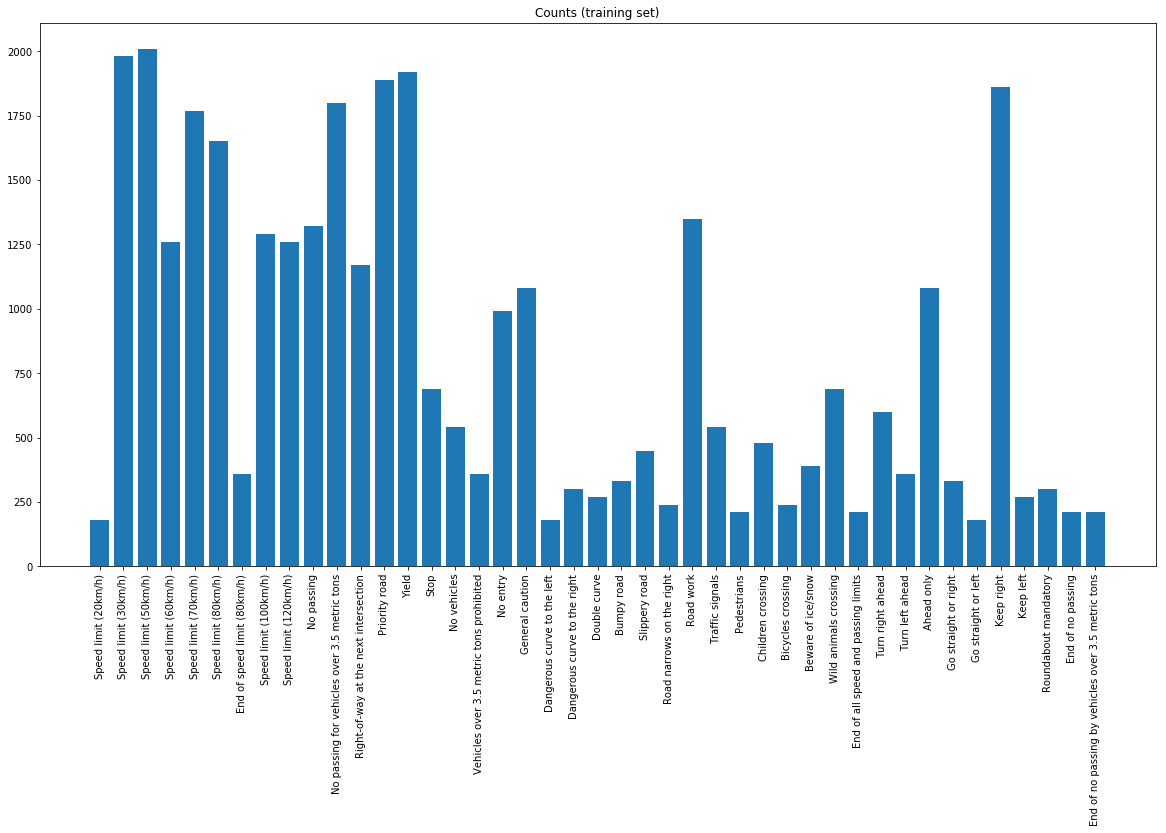 Counts (training set)
2000
1750
1500
1250
1000
750
500
250
0
Speed limit (20km/h)
Speed limit (30km/h)
Speed limit (50km/h)
Speed limit (60km/h)
Speed limit (70km/h)
Speed limit (80km/h)
End of speed limit (80km/h)
Speed limit (100km/h)
Speed limit (120km/h)
No passing
No passing for vehicles over 3.5 metric tons
Right-of-way at the next intersection
Priority road
Yield
Stop
No vehicles
Vehicles over 3.5 metric tons prohibited
No entry
General caution
Dangerous curve to the left
Dangerous curve to the right
Double curve
Bumpy road
Slippery road
Road narrows on the right
Road work
Traffic signals
Pedestrians
Children crossing
Bicycles crossing
Beware of ice/snow
Wild animals crossing
End of all speed and passing limits
Turn right ahead
Turn left ahead
Ahead only
Go straight or right
Go straight or left
Keep right
Keep left
Roundabout mandatory
End of no passing
End of no passing by vehicles over 3.5 metric tons